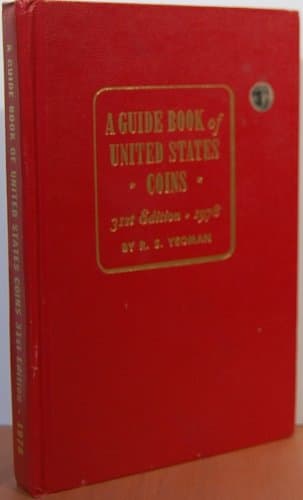 A GUIDE BOOK of
UNITED STATES
• COINS •
31st Edition • 1978
BY R. S. YEOMAN
A GUIDE BOOK OF UNITED STATES COINS 31st Edition • 1978